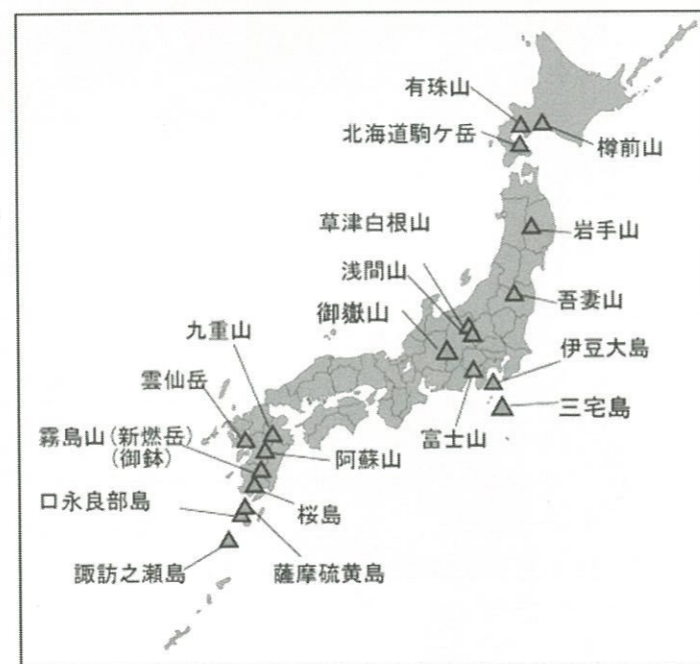 有珠山
北海道駒ケ岳
樽前山
草津白根山
岩手山
浅間山
吾妻山
御嶽山
九重山
伊豆大島
雲仙岳
三宅島
富士山
霧島山(新燃岳)
(御鉢)
阿蘇山
口永良部島
桜島
諏訪之瀬島
薩摩硫黄島